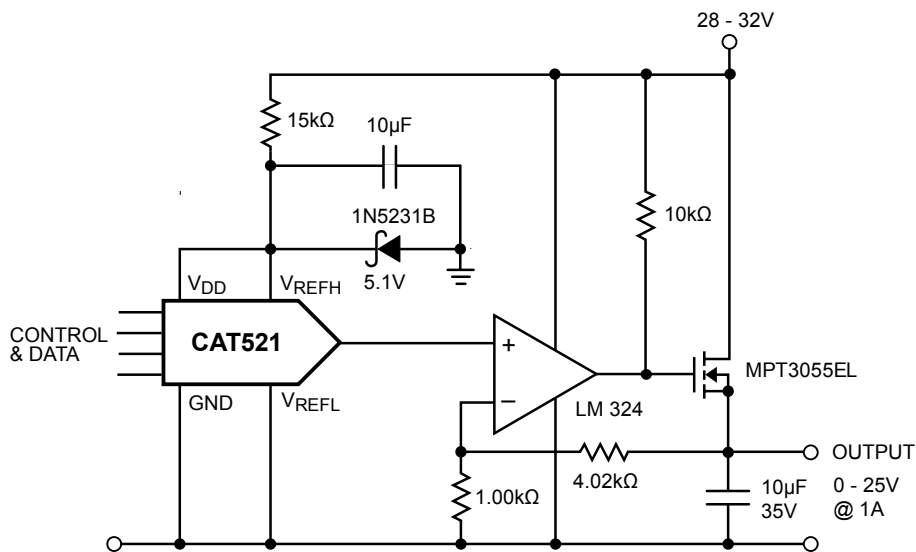 28 - 32V
15kΩ
10µF
1N5231B
5.1V
10kΩ
VDD
VREFH
CONTROL
& DATA
CAT521
GND
VREFL
+
–
LM 324
MPT3055EL
4.02kΩ
1.00kΩ
10µF
35V
OUTPUT
0 - 25V
@ 1A